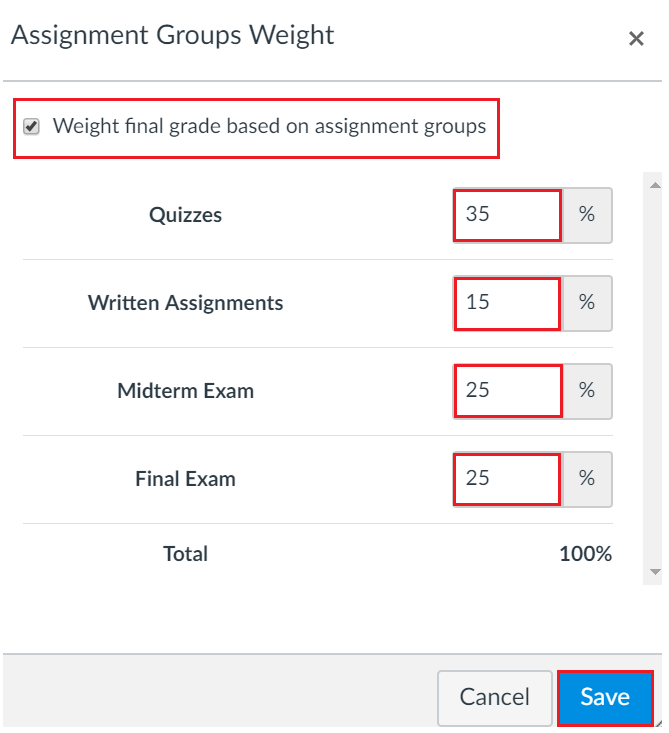 Assignment Groups Weight ×
Weight final grade based on assignment groups
Quizzes 35 %
Written Assignments 15 %
Midterm Exam 25 %
Final Exam 25 %
Total 100%
Cancel Save